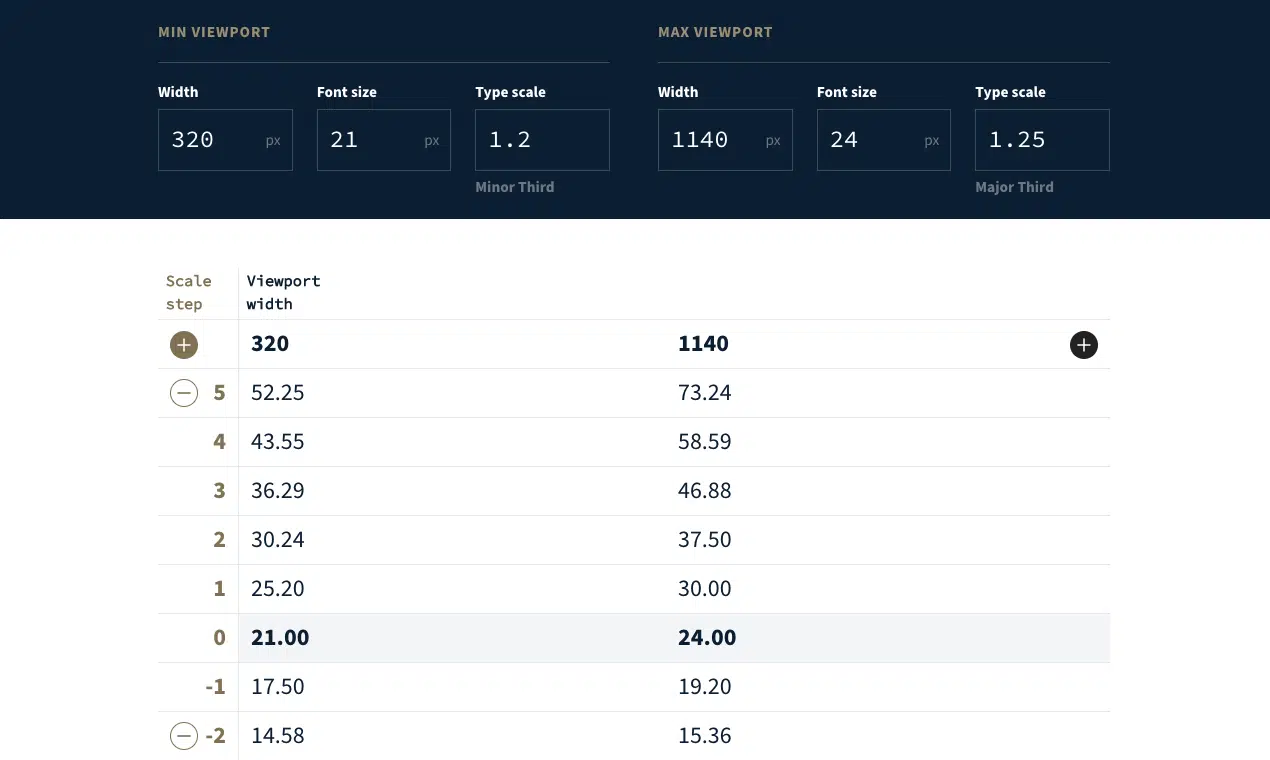 MIN VIEWPORT
MAX VIEWPORT
Width Font size Type scale
Width Font size Type scale
320 px 21 px 1.2
1140 px 24 px 1.25
Minor Third
Major Third
Scale step
Viewport width
320 1140
5 52.25 73.24
4 43.55 58.59
3 36.29 46.88
2 30.24 37.50
1 25.20 30.00
0 21.00 24.00
-1 17.50 19.20
-2 14.58 15.36